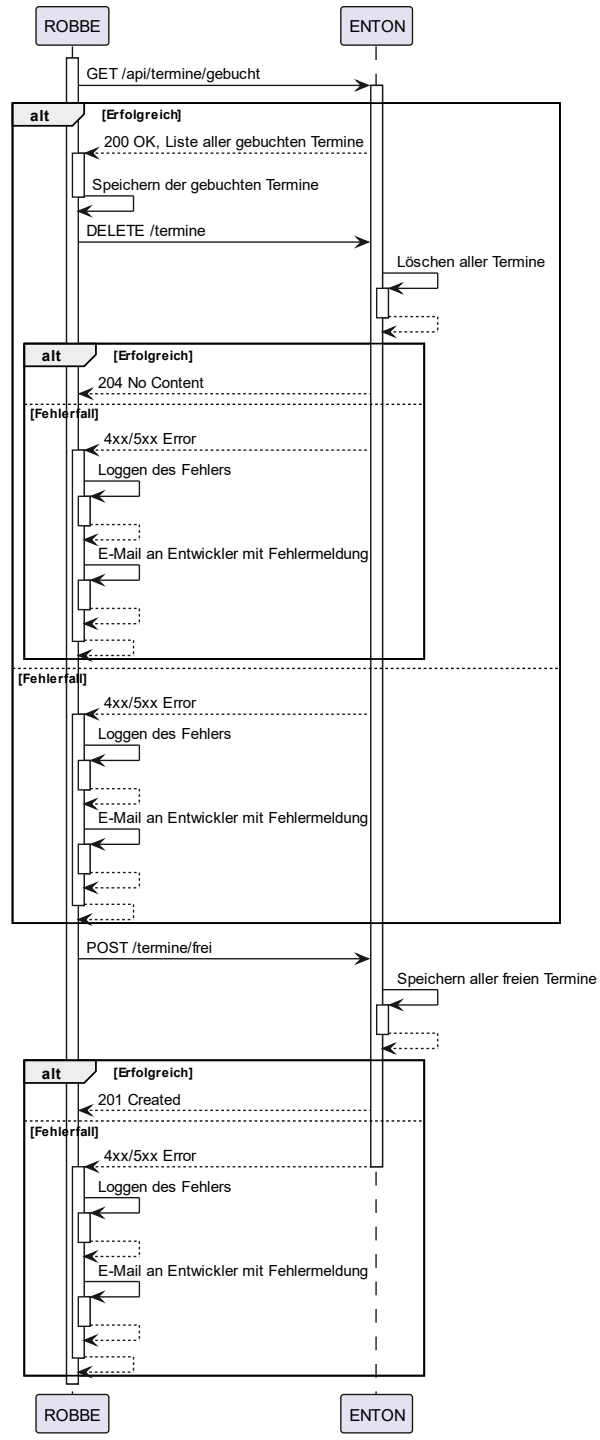 ROBBE ENTON
GET /api/termine/gebucht
alt [Erfolgreich]
200 OK, Liste aller gebuchten Termine
Speichern der gebuchten Termine
DELETE /termine
Löschen aller Termine
alt [Erfolgreich]
204 No Content
[Fehlerfall]
4xx/5xx Error
Loggen des Fehlers
E-Mail an Entwickler mit Fehlermeldung
[Fehlerfall]
4xx/5xx Error
Loggen des Fehlers
E-Mail an Entwickler mit Fehlermeldung
POST /termine/frei
Speichern aller freien Termine
alt [Erfolgreich]
201 Created
[Fehlerfall]
4xx/5xx Error
Loggen des Fehlers
E-Mail an Entwickler mit Fehlermeldung
ROBBE ENTON